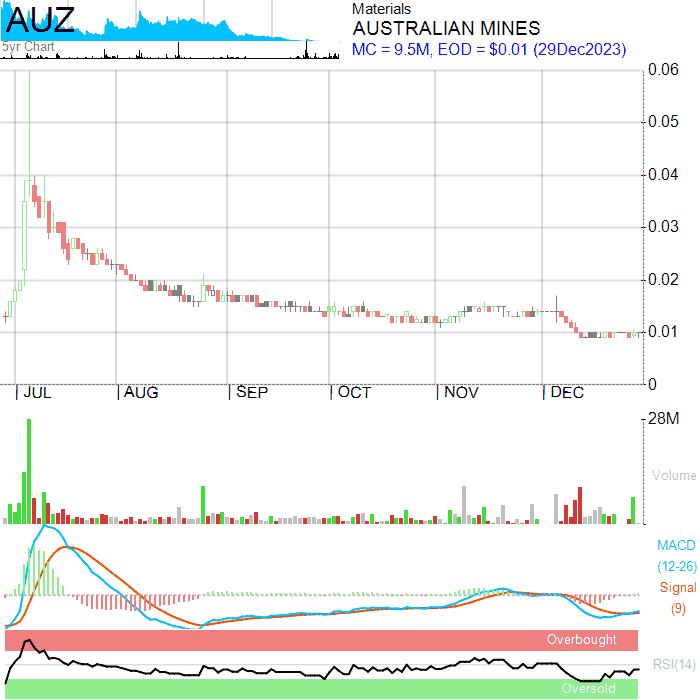 AUZ
5yr Chart
Materials
AUSTRALIAN MINES
MC = 9.5M, EOD = $0.01 (29Dec2023)
0.06
0.05
0.04
0.03
0.02
0.01
0
JUL AUG SEP OCT NOV DEC
28M
Volume
MACD
(12-26)
Signal
(9)
Overbought
RSI(14)
Oversold